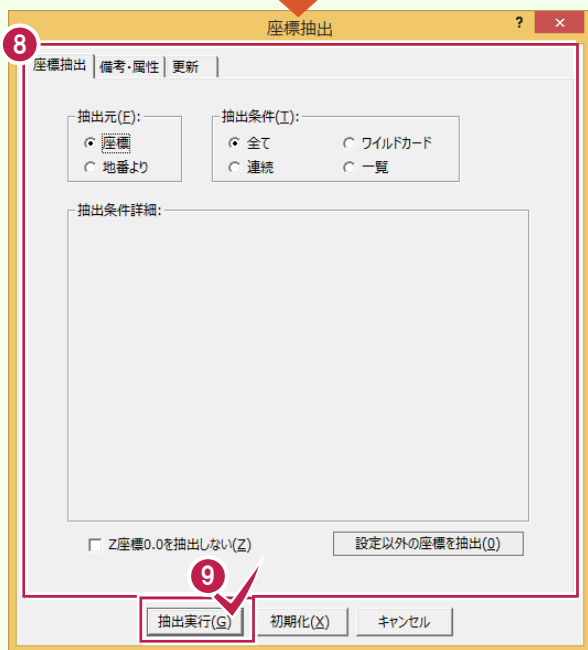 座標抽出
?
×
8
座標抽出 備考・属性 更新
抽出元(F): 抽出条件(T):
座標 全て ワイルドカード
地番より 連続 一覧
抽出条件詳細:
Z座標0.0を抽出しない(Z) 設定以外の座標を抽出(O)
9
抽出実行(G) 初期化(X) キャンセル